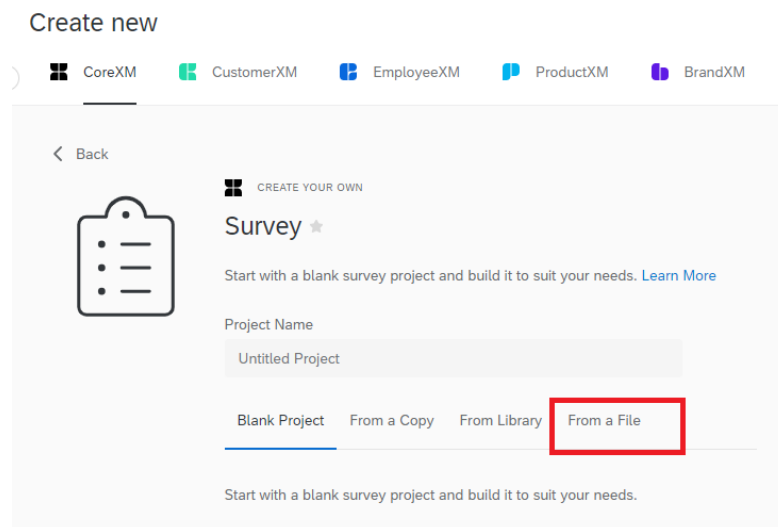 Create new
CoreXM CustomerXM EmployeeXM ProductXM BrandXM
Back
CREATE YOUR OWN
Survey
Start with a blank survey project and build it to suit your needs. Learn More
Project Name
Untitled Project
Blank Project From a Copy From Library From a File
Start with a blank survey project and build it to suit your needs.